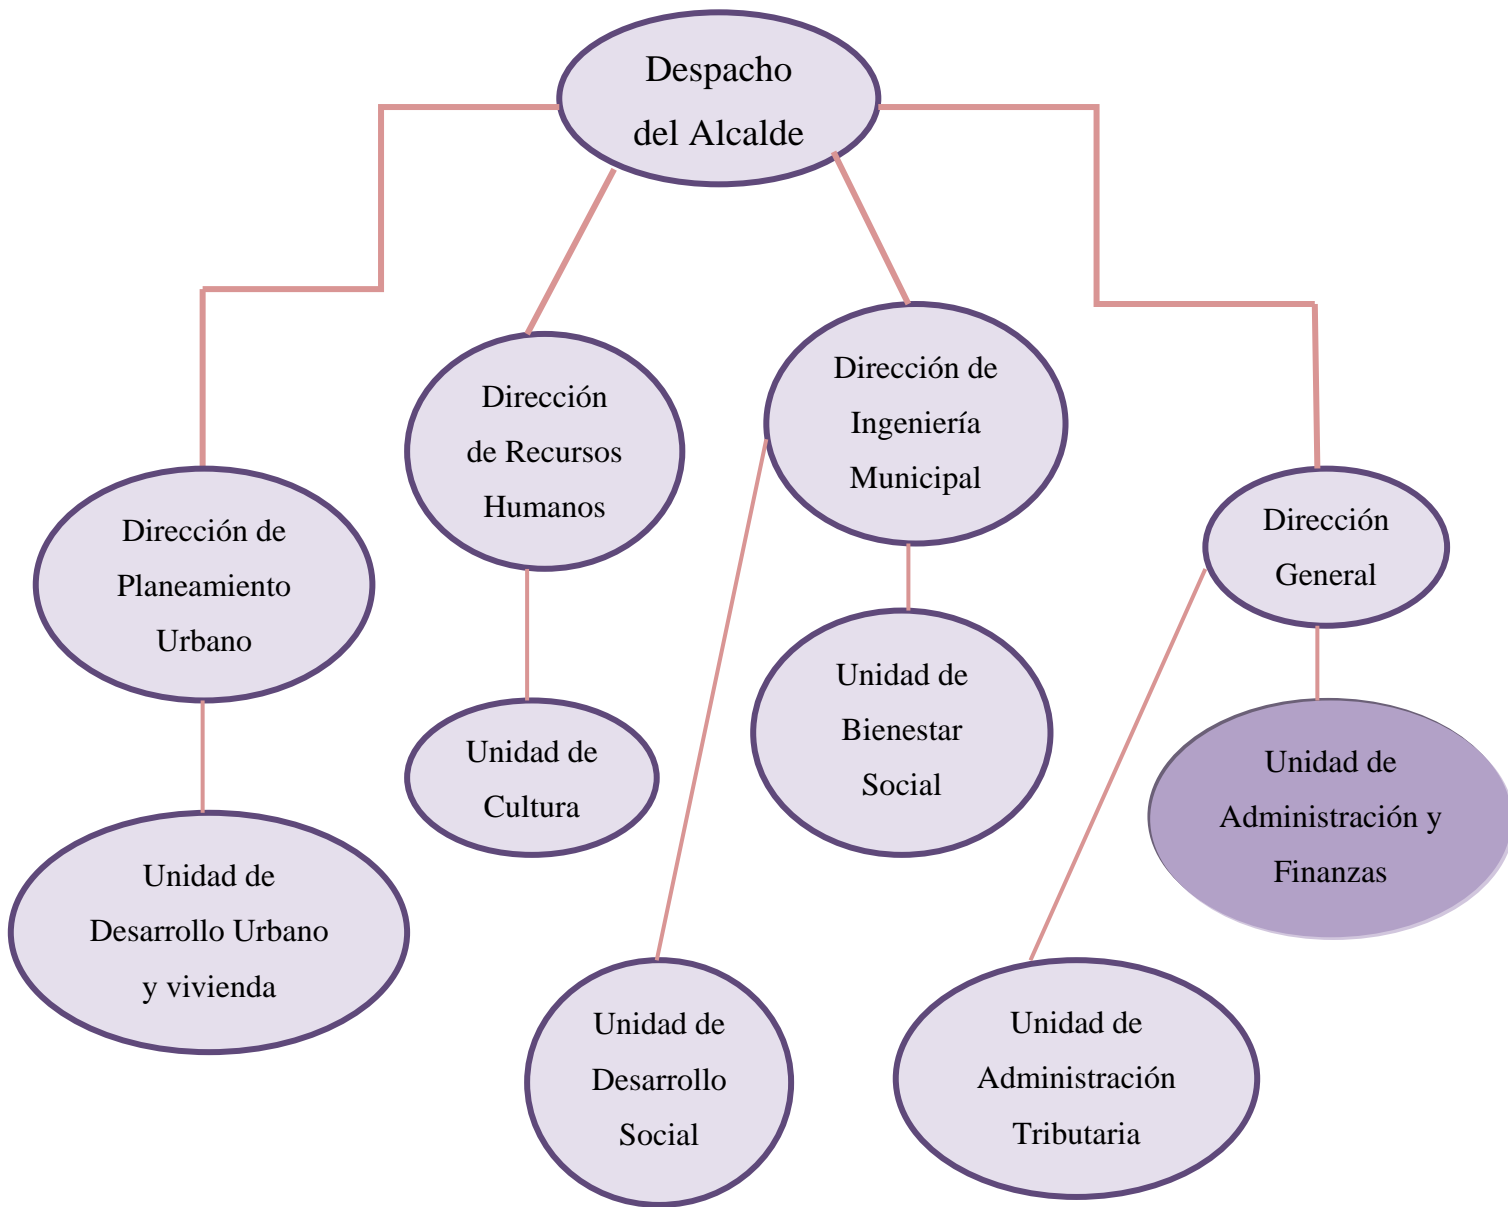 Despacho
del Alcalde
Dirección de
Planeamiento
Urbano
Dirección
de Recursos
Humanos
Dirección de
Ingeniería
Municipal
Dirección
General
Unidad de
Desarrollo Urbano
y vivienda
Unidad de
Cultura
Unidad de
Bienestar
Social
Unidad de
Administración y
Finanzas
Unidad de
Desarrollo
Social
Unidad de
Administración
Tributaria